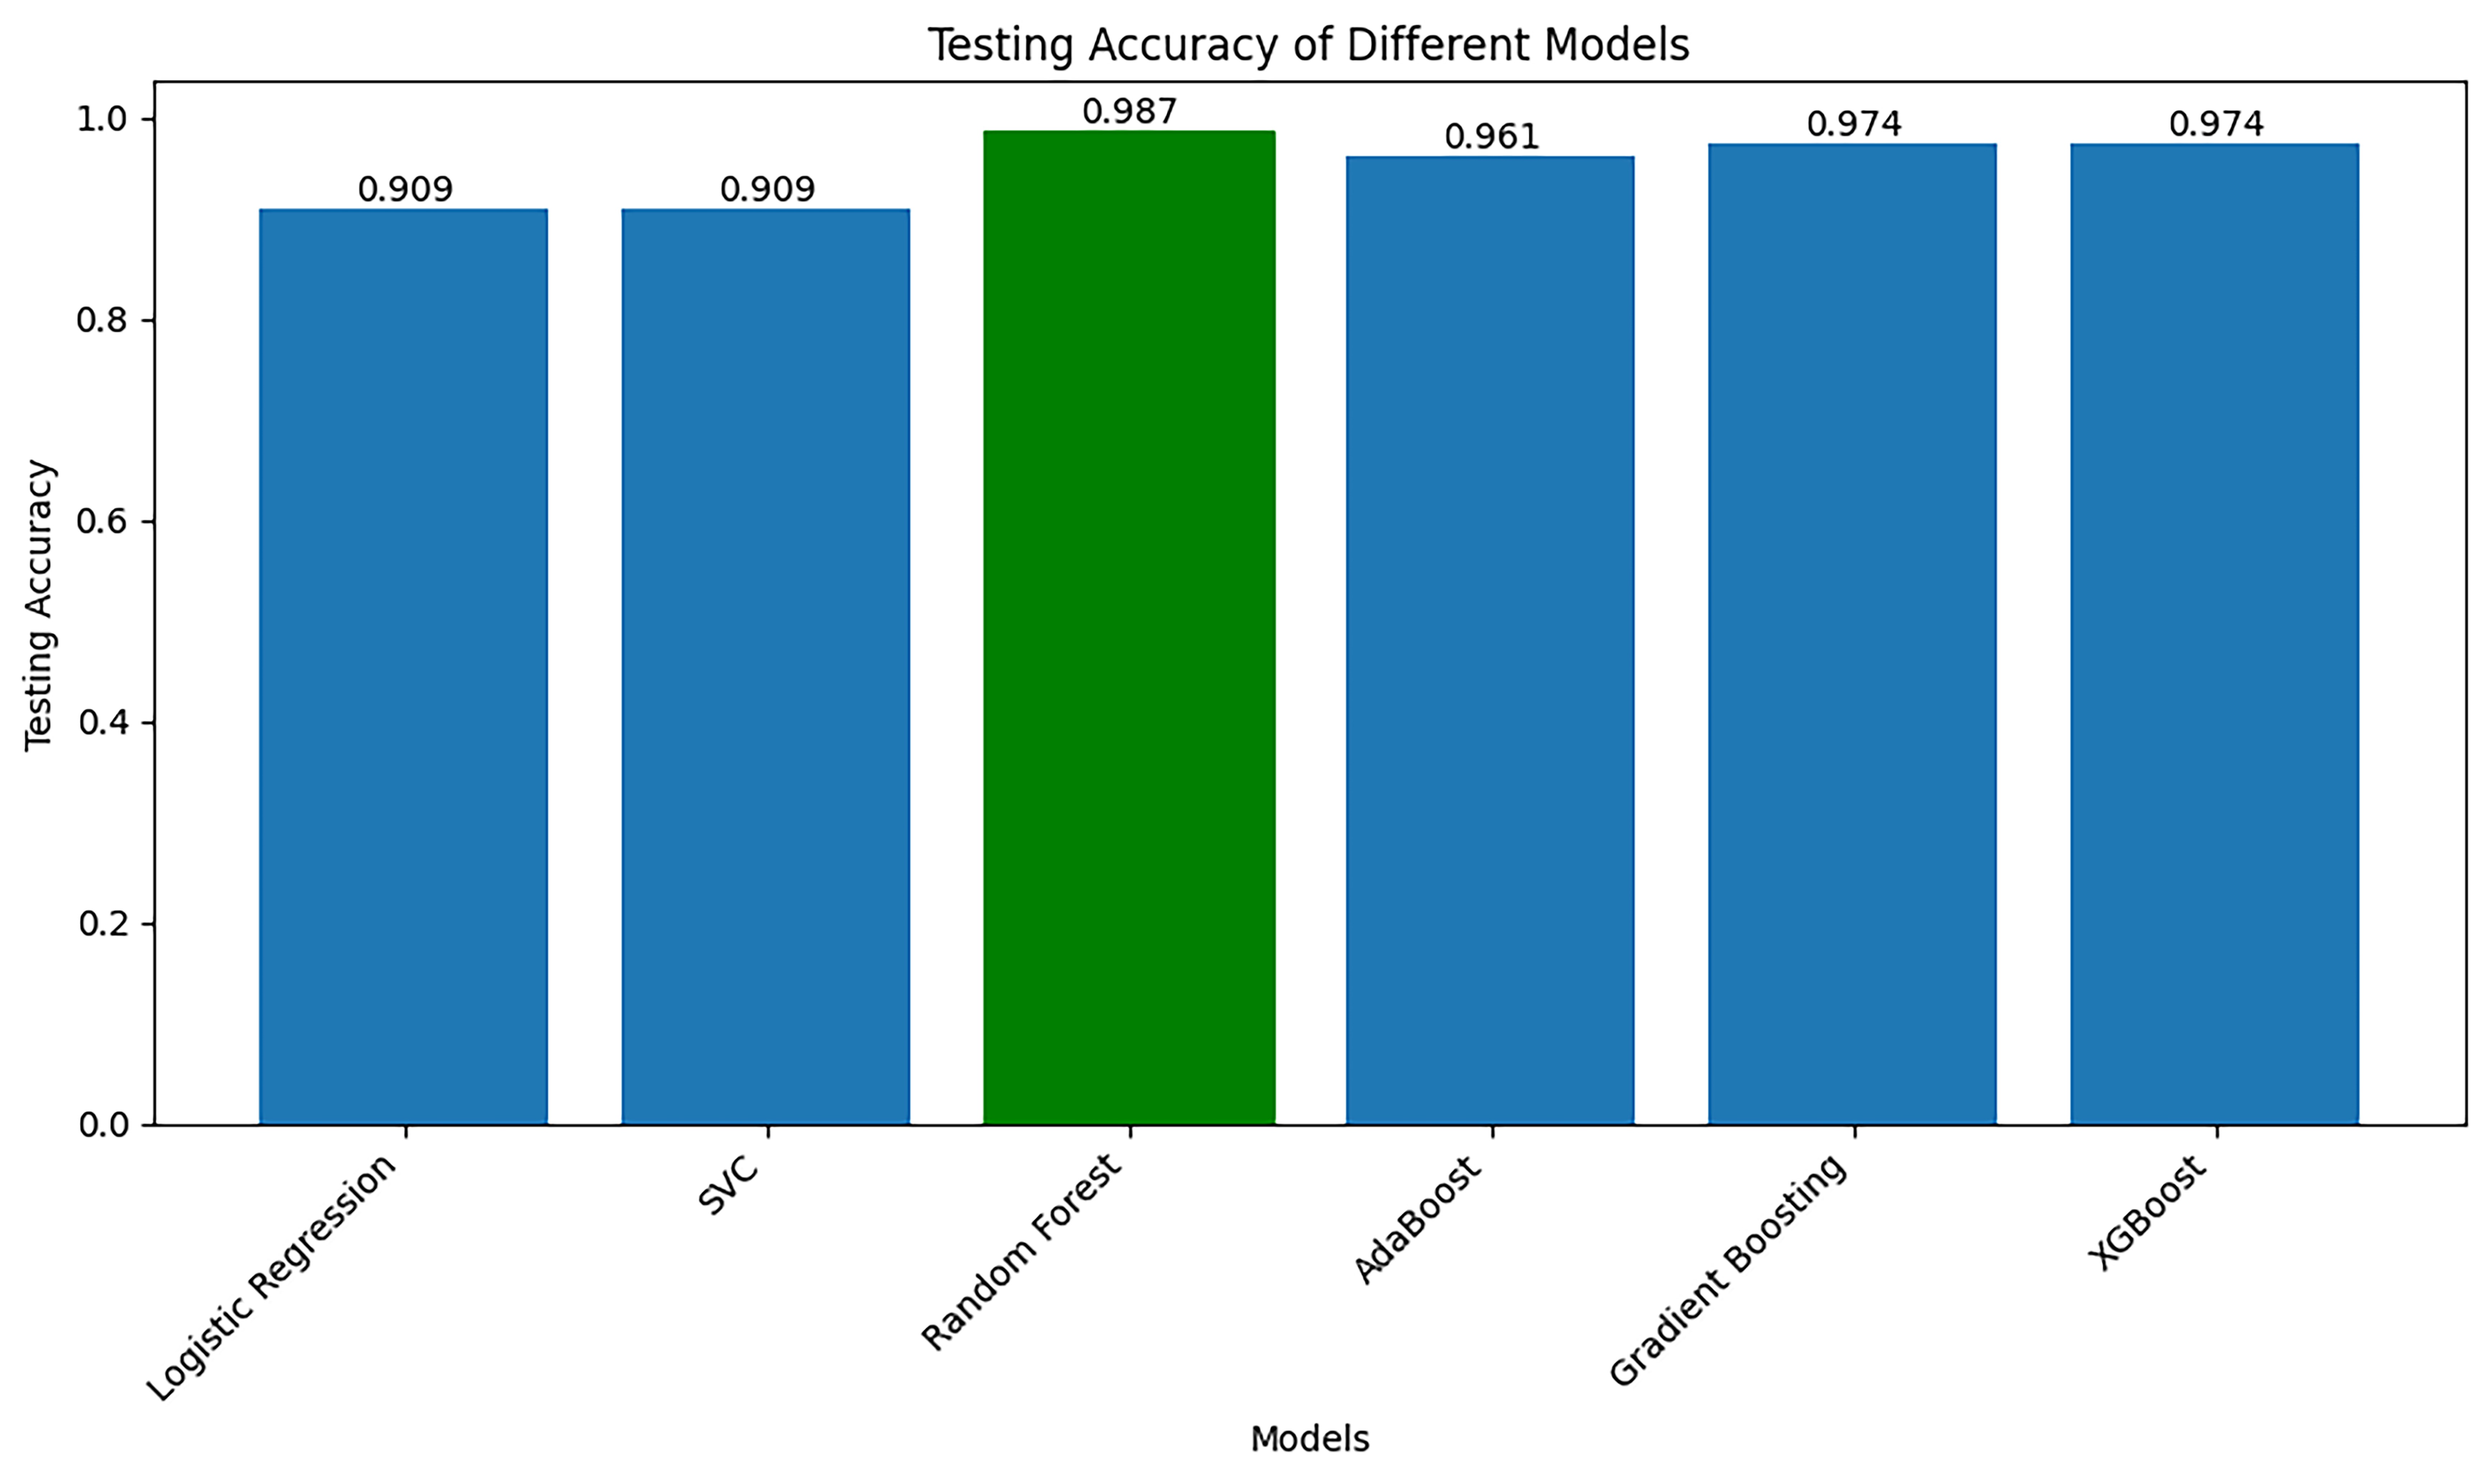 Testing Accuracy of Different Models
Testing Accuracy
1.0
0.8
0.6
0.4
0.2
0.0
0.909
0.909
0.987
0.961
0.974
0.974
Logistic Regression
SVC
Random Forest
AdaBoost
Gradient Boosting
XGBoost
Models